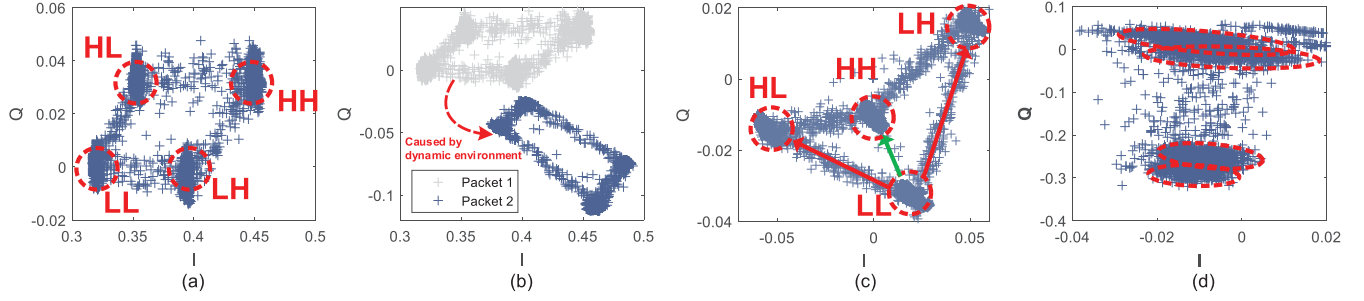 0.06
0.04
0.02
0
-0.02
Q
0.3
0.35
0.4
0.45
0.5
I
HL
HH
LL
LH
(a)
0.05
0
-0.05
-0.1
Q
0.3
0.35
0.4
0.45
0.5
I
Caused by
dynamic environment
Packet 1
Packet 2
(b)
0.02
0
-0.02
-0.04
Q
-0.05
0
0.05
I
LH
HH
HL
LL
(c)
0.1
0
-0.1
-0.2
-0.3
-0.4
Q
-0.04
-0.02
0
0.02
I
(d)